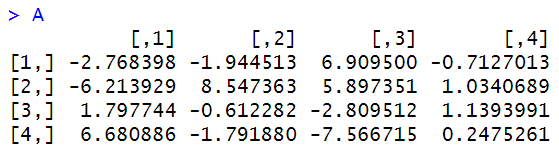 > A
[,1] [,2] [,3] [,4]
[1,] -2.768398 -1.944513 6.909500 -0.7127013
[2,] -6.213929 8.547363 5.897351 1.0340689
[3,] 1.797744 -0.612282 -2.809512 1.1393991
[4,] 6.680886 -1.791880 -7.566715 0.2475261